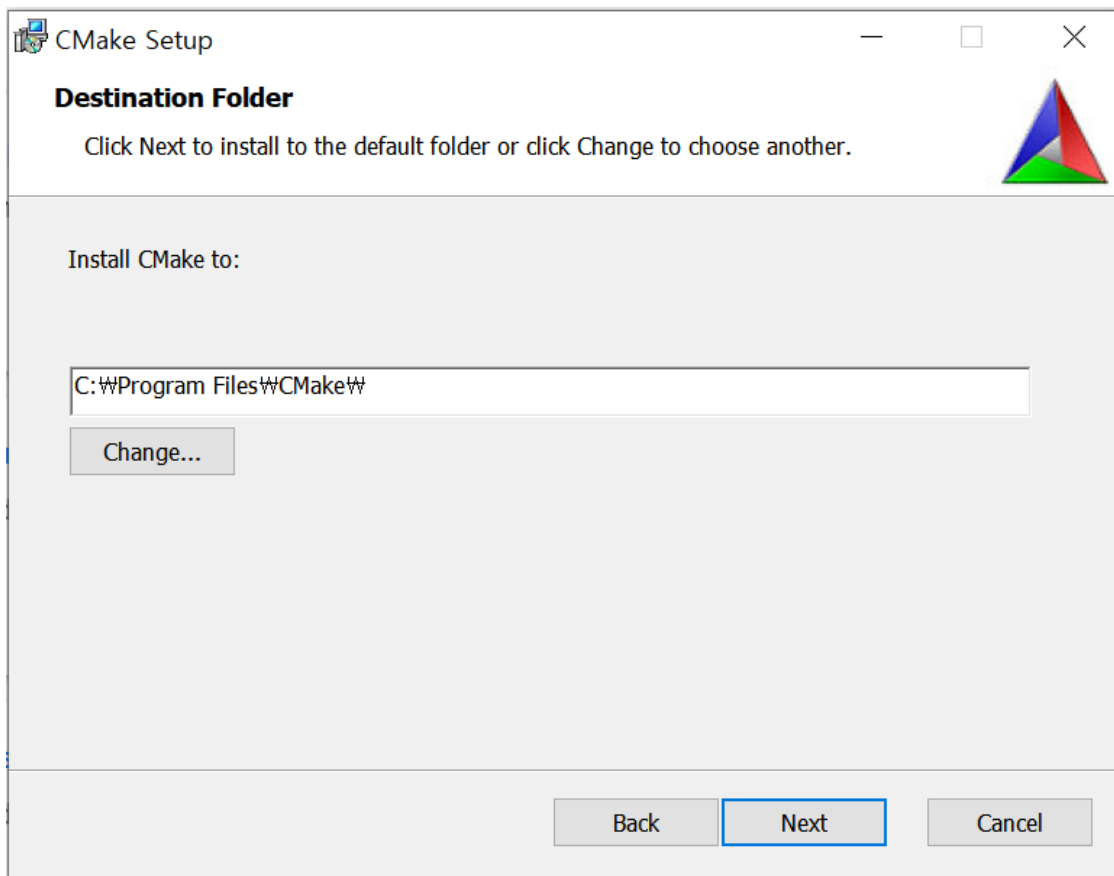 CMake Setup
Destination Folder
Click Next to install to the default folder or click Change to choose another.
Install CMake to:
C:₩Program Files₩CMake₩
Change...
Back Next Cancel